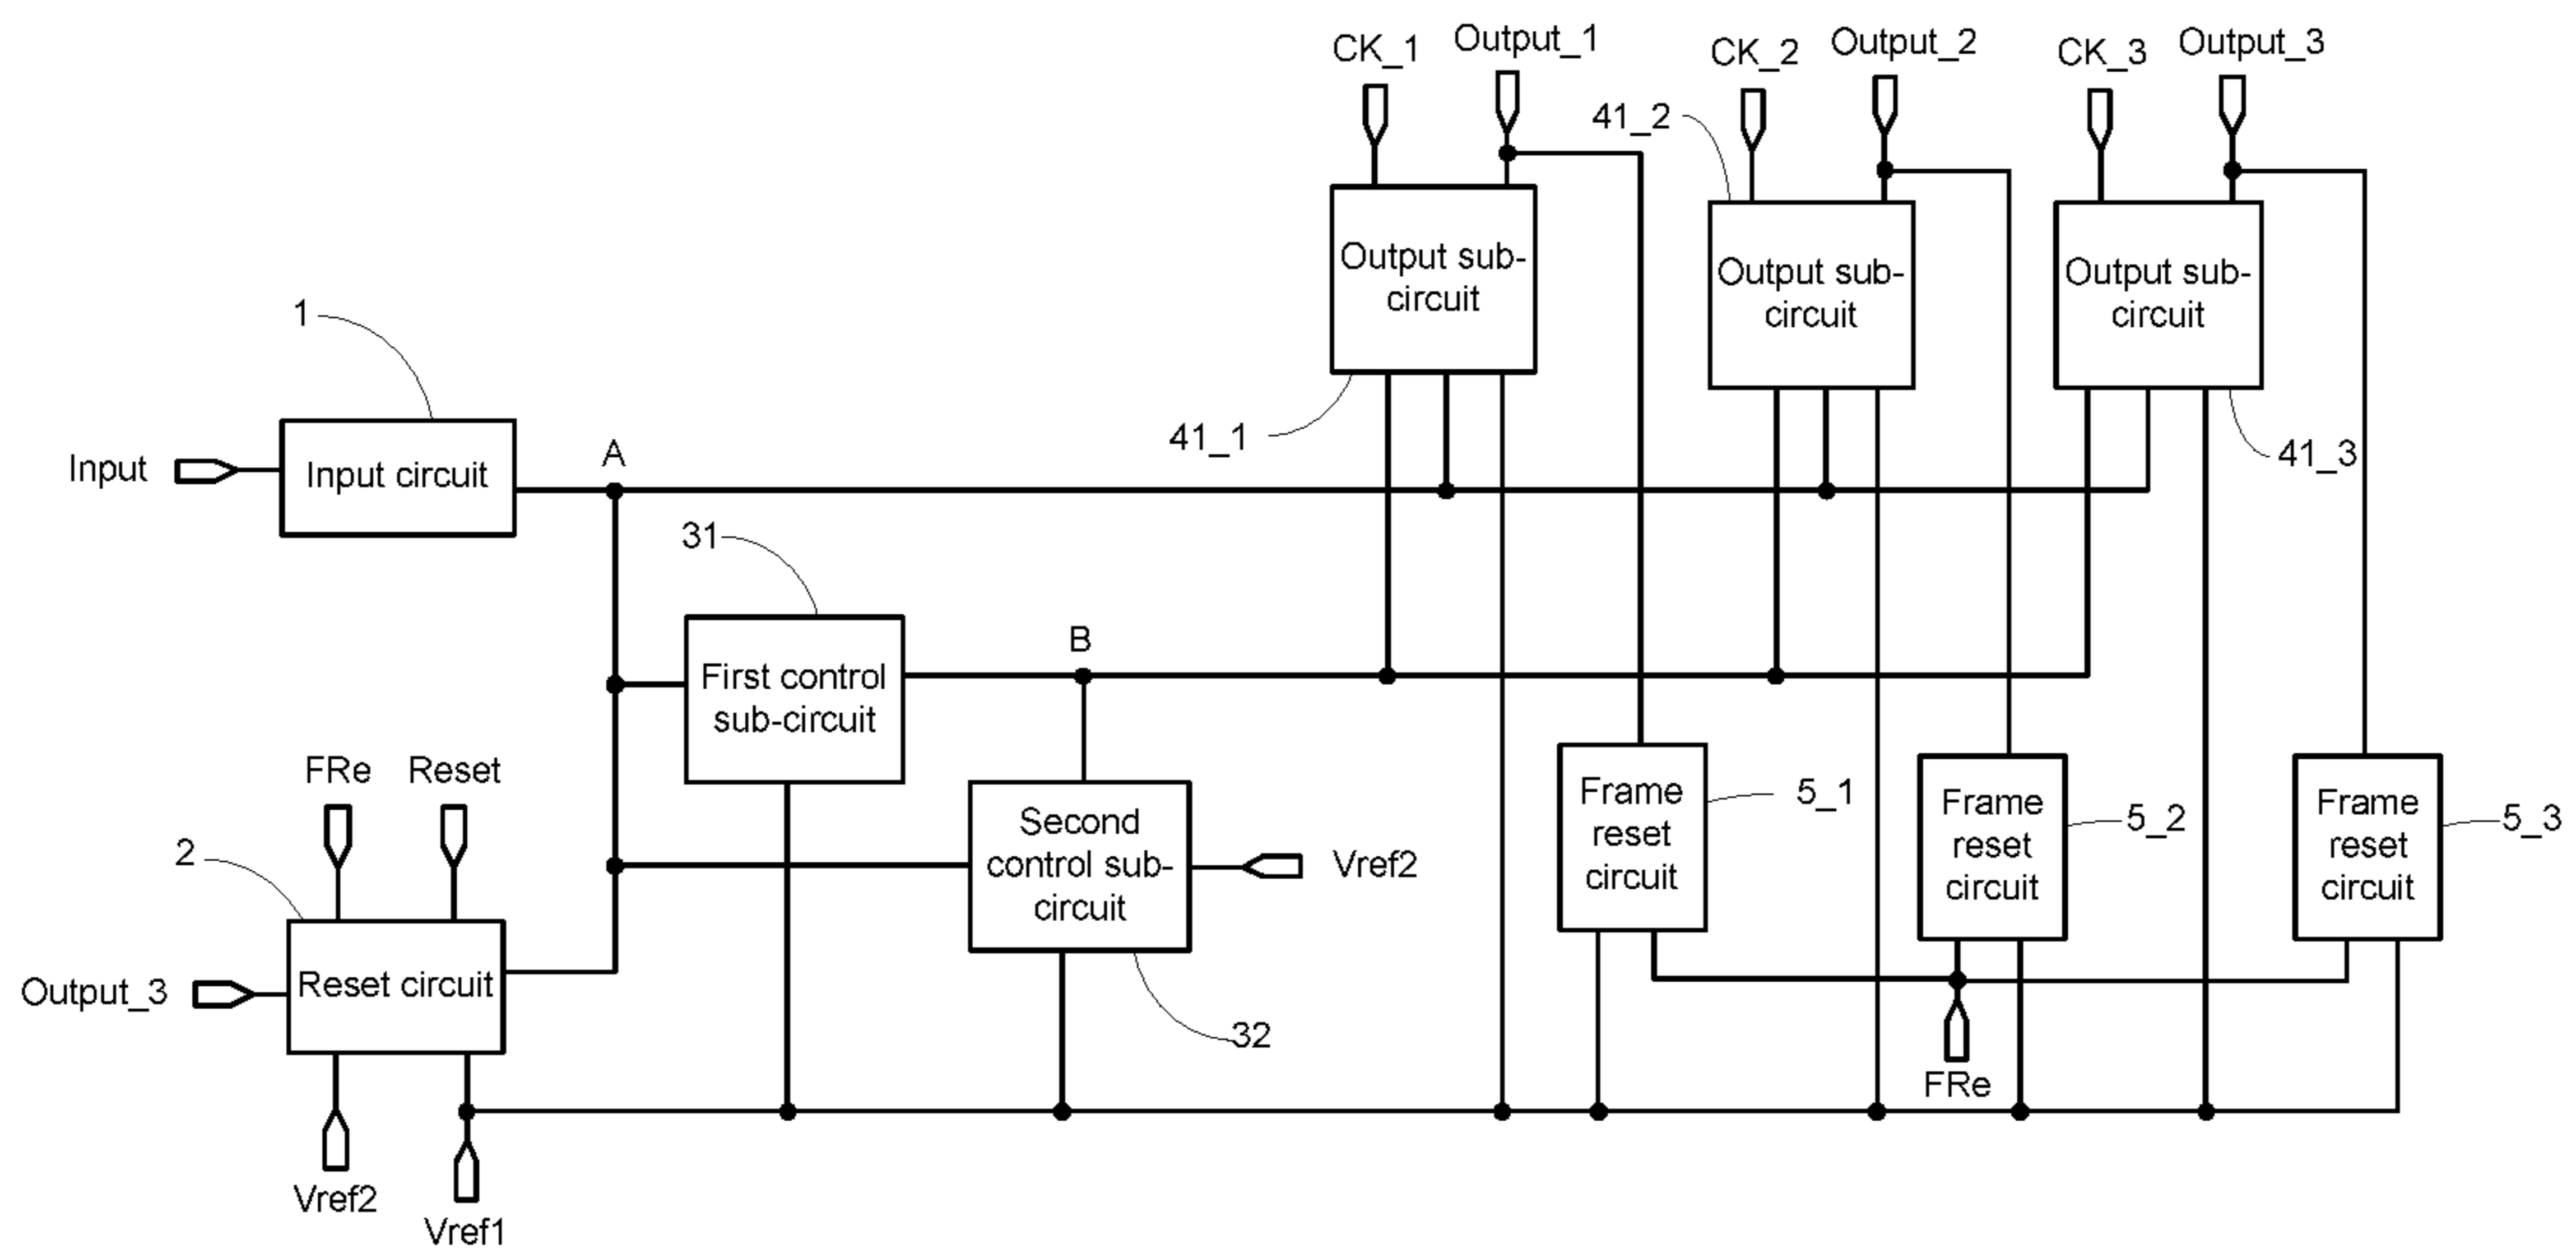 CK_1
Output_1
CK_2
Output_2
CK_3
Output_3
41_2
Output sub-
circuit
Output sub-
circuit
Output sub-
circuit
1
41_1
41_3
Input
Input circuit
A
31
B
First control
sub-circuit
FRe
Reset
2
Second
control sub-
circuit
Vref2
Frame
reset
circuit
5_1
Frame
reset
circuit
5_2
Frame
reset
circuit
5_3
Output_3
Reset circuit
32
FRe
Vref2
Vref1